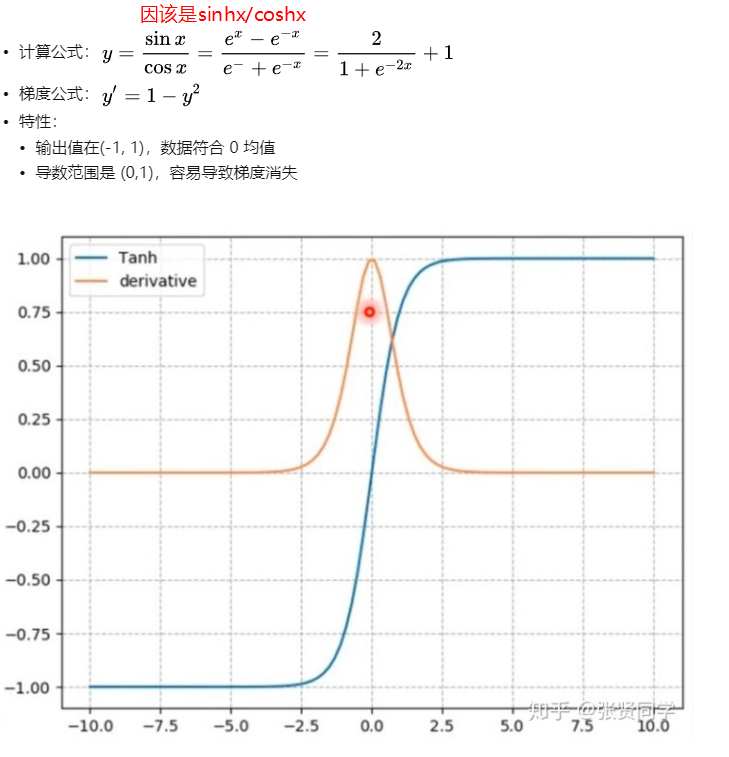 因该是sinhx/coshx
• 计算公式： y = \frac{\sin x}{\cos x} = \frac{e^x - e^{-x}}{e^- + e^{-x}} = \frac{2}{1 + e^{-2x}} + 1
• 梯度公式： y' = 1 - y^2
• 特性：
• 输出值在(-1, 1)，数据符合 0 均值
• 导数范围是 (0,1)，容易导致梯度消失
Tanh
derivative
1.00
0.75
0.50
0.25
0.00
−0.25
−0.50
−0.75
−1.00
−10.0 −7.5 −5.0 −2.5 0.0 2.5 5.0 7.5 10.0
知乎 @张贤同学